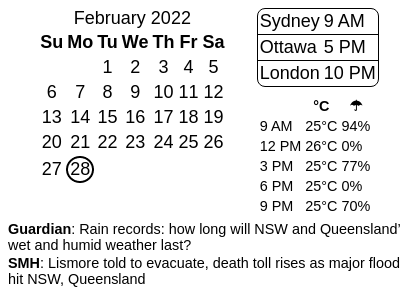 February 2022
Su Mo Tu We Th Fr Sa
1 2 3 4 5
6 7 8 9 10 11 12
13 14 15 16 17 18 19
20 21 22 23 24 25 26
27 28
Sydney 9 AM
Ottawa 5 PM
London 10 PM
°C ☂
9 AM 25°C 94%
12 PM 26°C 0%
3 PM 25°C 77%
6 PM 25°C 0%
9 PM 25°C 70%
Guardian: Rain records: how long will NSW and Queensland'
wet and humid weather last?
SMH: Lismore told to evacuate, death toll rises as major flood
hit NSW, Queensland